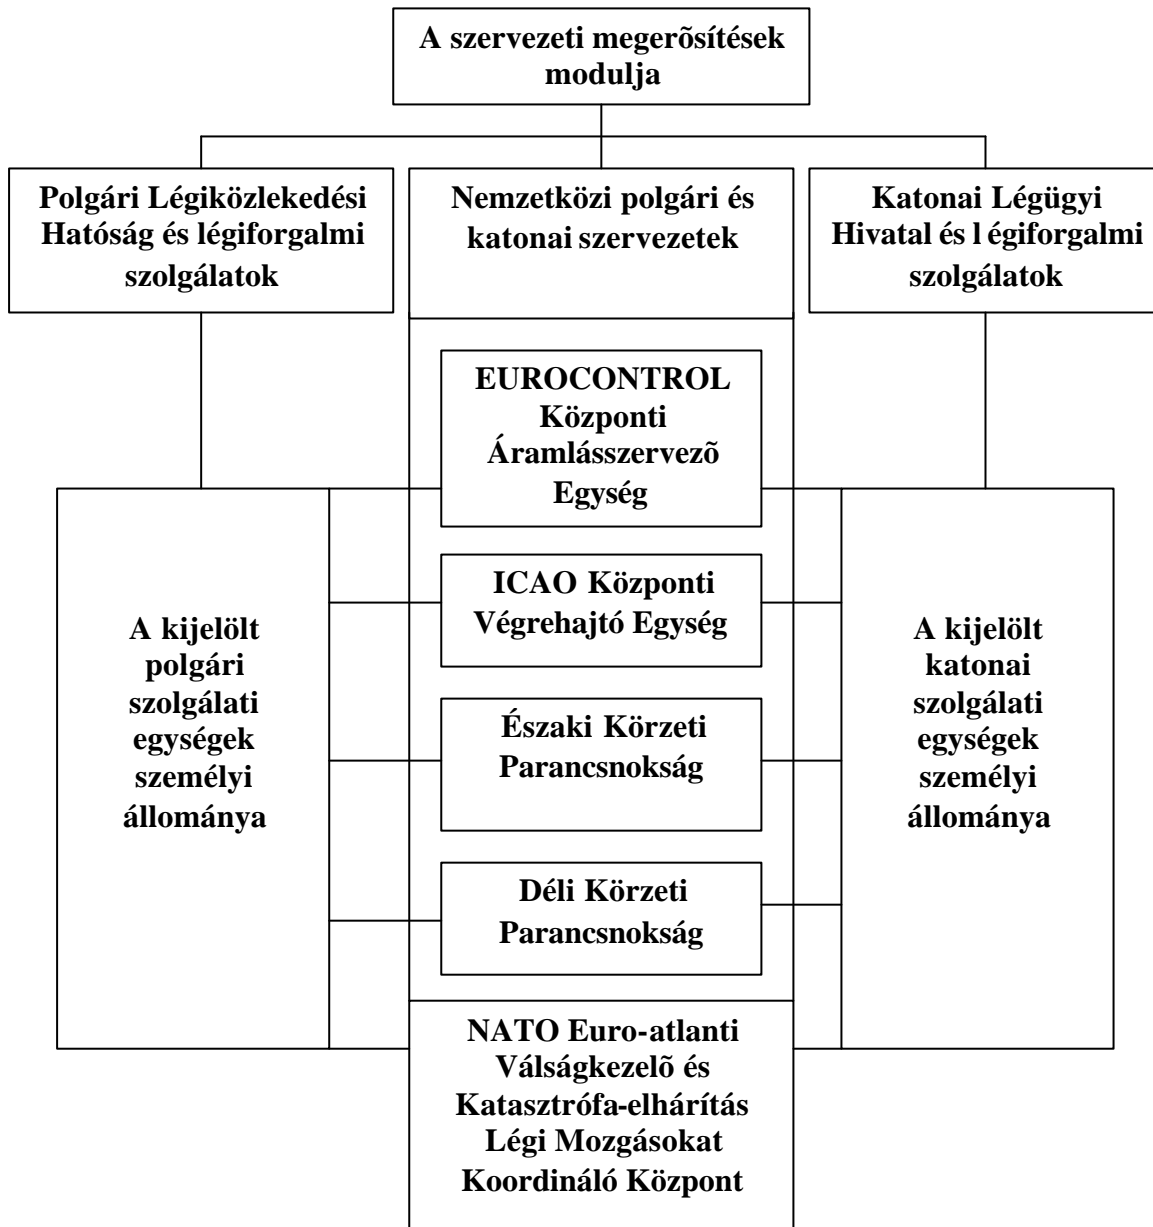 A szervezeti megerõsítések
modulja
Polgári Légiközlekedési
Hatóság és légiforgalmi
szolgálatok
Nemzetközi polgári és
katonai szervezetek
Katonai Légügyi
Hivatal és l égiforgalmi
szolgálatok
EUROCONTROL
Központi
Áramlásszervezõ
Egység
ICAO Központi
Végrehajtó Egység
A kijelölt
polgári
szolgálati
egységek
személyi
állománya
Északi Körzeti
Parancsnokság
A kijelölt
katonai
szolgálati
egységek
személyi
állománya
Déli Körzeti
Parancsnokság
NATO Euro-atlanti
Válságkezelõ és
Katasztrófa-elhárítás
Légi Mozgásokat
Koordináló Központ